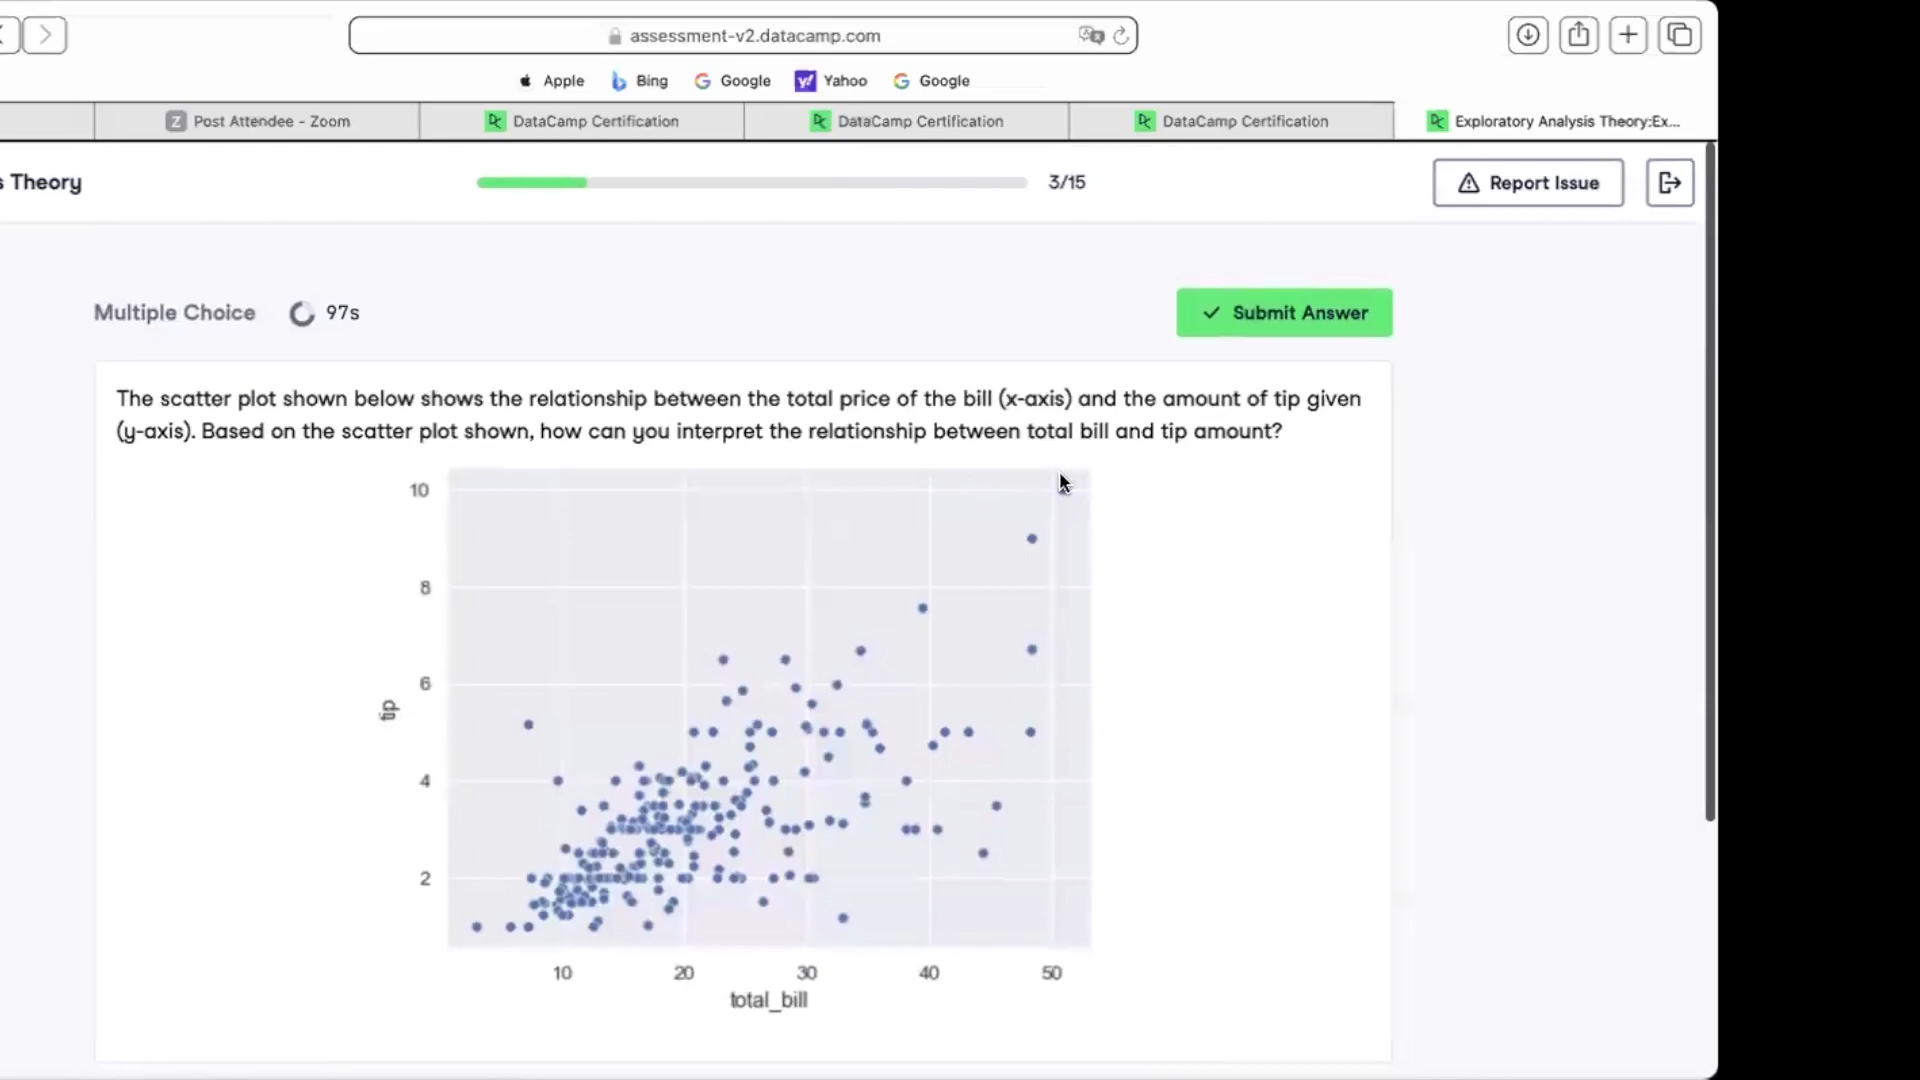 assessment-v2.datacamp.com
Apple Bing Google Yahoo Google
Post Attendee - Zoom DataCamp Certification DataCamp Certification DataCamp Certification Exploratory Analysis Theory:Ex...
s Theory 3/15 Report Issue
Multiple Choice 97s Submit Answer
The scatter plot shown below shows the relationship between the total price of the bill (x-axis) and the amount of tip given
(y-axis). Based on the scatter plot shown, how can you interpret the relationship between total bill and tip amount?
10
8
6
tip
4
2
10 20 30 40 50
total_bill